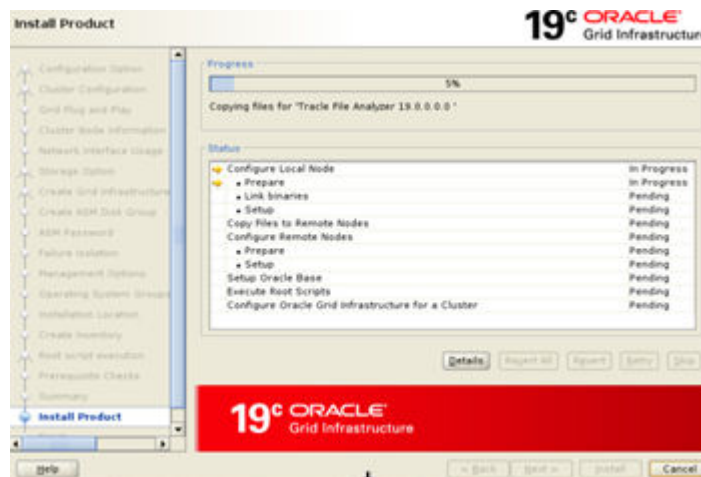 Install Product
19c ORACLE
Grid Infrastructure
Configuration Option
Cluster Configuration
Grid Plug and Play
Cluster Node Information
Network Interface Usage
Storage Option
Create Grid Infrastructure
Create ASM Disk Group
ASM Password
Failure Isolation
Management Options
Operating System Groups
Installation Location
Create Inventory
Root script execution
Prerequisite Checks
Summary
Install Product
Progress
5%
Copying files for 'Tracle File Analyzer 19.0.0.0.0 '
Status
Configure Local Node In Progress
• Prepare In Progress
• Link binaries Pending
• Setup Pending
Copy Files to Remote Nodes Pending
Configure Remote Nodes Pending
• Prepare Pending
• Setup Pending
Setup Oracle Base Pending
Execute Root Scripts Pending
Configure Oracle Grid Infrastructure for a Cluster Pending
Details Revert All Revert Retry Skip
19c ORACLE
Grid Infrastructure
Help < Back Next > Install Cancel